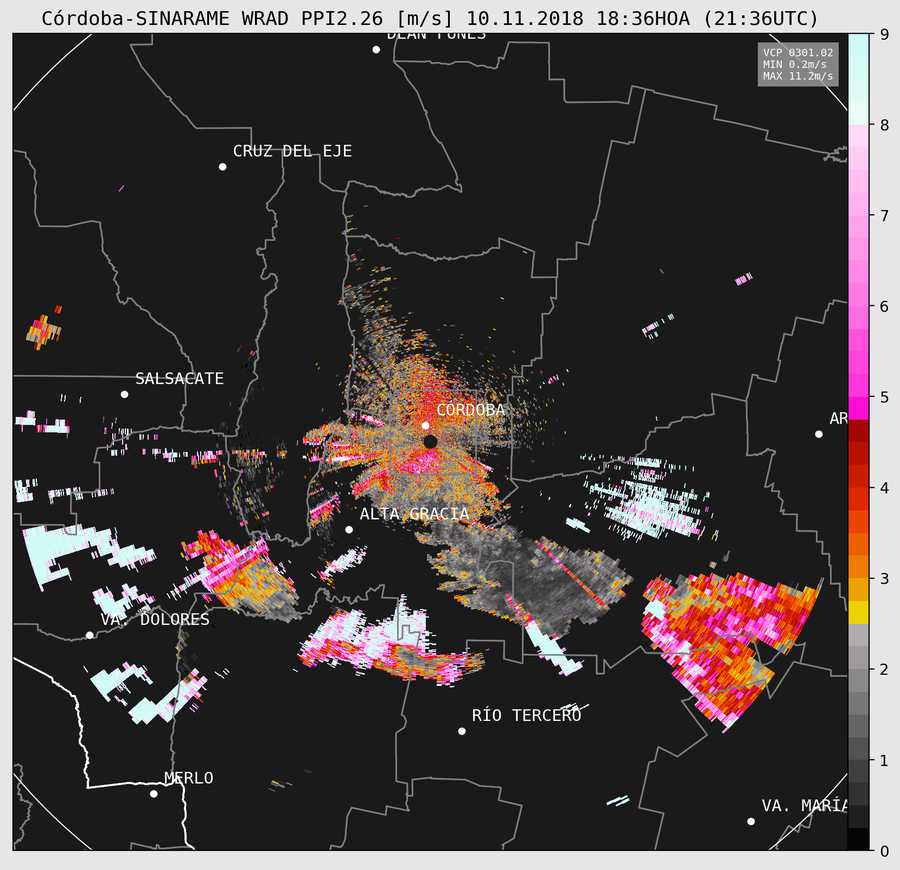 Córdoba-SINARAME WRAD PPI2.26 [m/s] 10.11.2018 18:36HOA (21:36UTC)
DEAN FUNES
VCP 0301.02
MIN 0.2m/s
MAX 11.2m/s
CRUZ DEL EJE
SALSACATE
CÓRDOBA
AR
ALTA GRACIA
VA. DOLORES
RÍO TERCERO
MERLO
VA. MARÍA
9
8
7
6
5
4
3
2
1
0